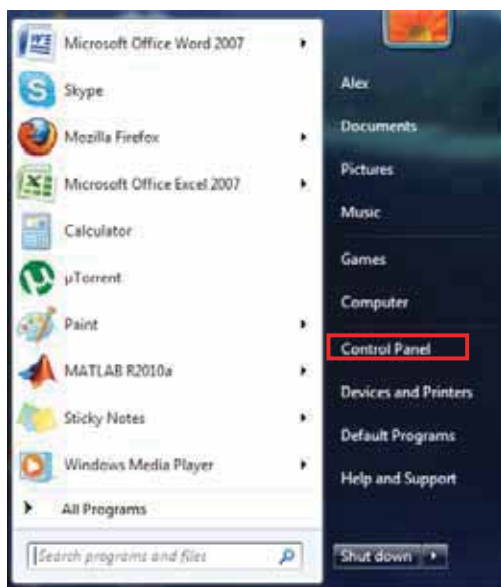 Microsoft Office Word 2007
Skype
Mozilla Firefox
Microsoft Office Excel 2007
Calculator
µTorrent
Paint
MATLAB R2010a
Sticky Notes
Windows Media Player
All Programs
Search programs and files
Alex
Documents
Pictures
Music
Games
Computer
Control Panel
Devices and Printers
Default Programs
Help and Support
Shut down